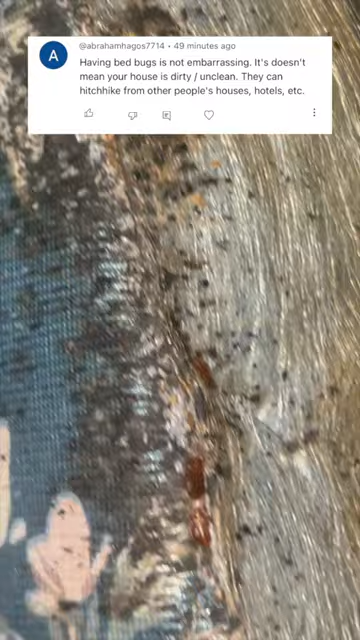 @abrahamhagos7714 • 49 minutes ago
A
Having bed bugs is not embarrassing. It's doesn't
mean your house is dirty / unclean. They can
hitchhike from other people's houses, hotels, etc.